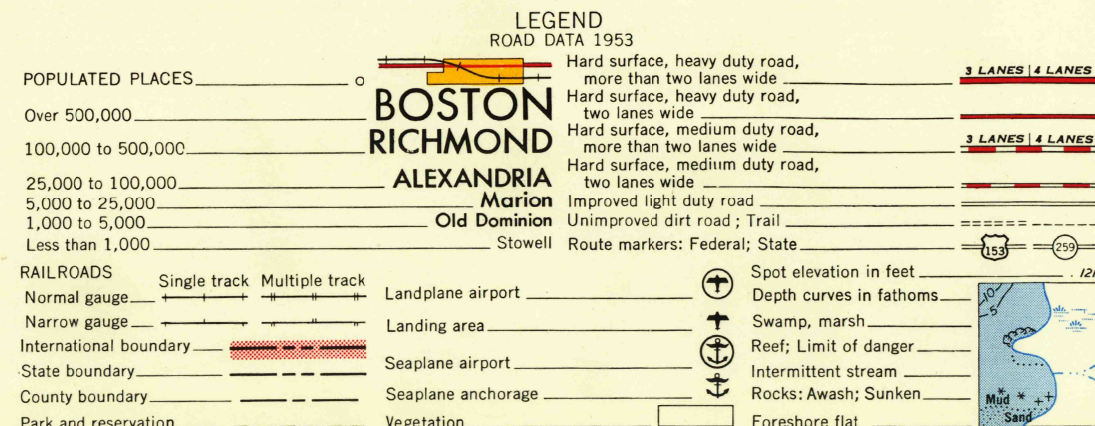 LEGEND
ROAD DATA 1953
POPULATED PLACES
Over 500,000 BOSTON
100,000 to 500,000 RICHMOND
25,000 to 100,000 ALEXANDRIA
5,000 to 25,000 Marion
1,000 to 5,000 Old Dominion
Less than 1,000 Stowell
Hard surface, heavy duty road,
more than two lanes wide 3 LANES | 4 LANES
Hard surface, heavy duty road,
two lanes wide
Hard surface, medium duty road,
more than two lanes wide 3 LANES | 4 LANES
Hard surface, medium duty road,
two lanes wide
Improved light duty road
Unimproved dirt road ; Trail
Route markers: Federal; State 153 259
RAILROADS
Single track Multiple track
Normal gauge
Narrow gauge
International boundary
State boundary
County boundary
Park and reservation
Landplane airport
Landing area
Seaplane airport
Seaplane anchorage
Vegetation
Spot elevation in feet
Depth curves in fathoms 10 5
Swamp, marsh
Reef; Limit of danger
Intermittent stream
Rocks: Awash; Sunken Mud
Foreshore flat Sand